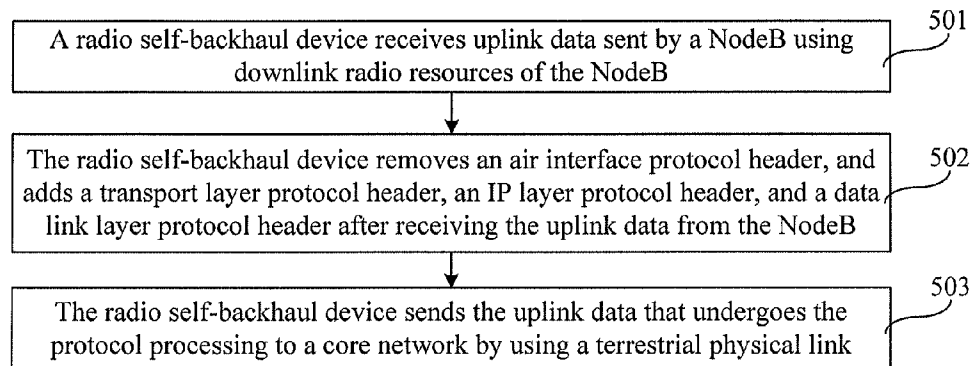 A radio self-backhaul device receives uplink data sent by a NodeB using
downlink radio resources of the NodeB
501
The radio self-backhaul device removes an air interface protocol header, and
adds a transport layer protocol header, an IP layer protocol header, and a data
link layer protocol header after receiving the uplink data from the NodeB
502
The radio self-backhaul device sends the uplink data that undergoes the
protocol processing to a core network by using a terrestrial physical link
503